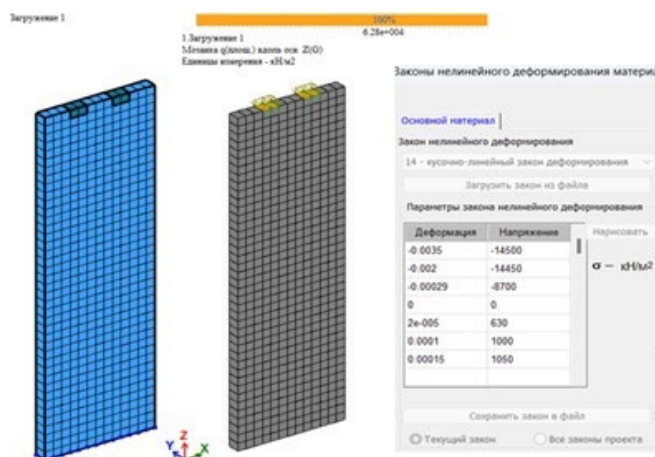 Загружение 1
100%
6.28e+004
1.Загружение 1
Мозаика q(площ.) вдоль оси Z(G)
Единицы измерения - кН/м2
Z
Y
X
Законы нелинейного деформирования материа
Основной материал
Закон нелинейного деформирования
14 - кусочно-линейный закон деформирования
Загрузить закон из файла
Параметры закона нелинейного деформирования
Деформация Напряжение Нарисовать
-0.0035 -14500
-0.002 -14450
σ – кН/м2
-0.00029 -8700
0 0
2e-005 630
0.0001 1000
0.00015 1050
Сохранить закон в файл
Текущий закон Все законы проекта